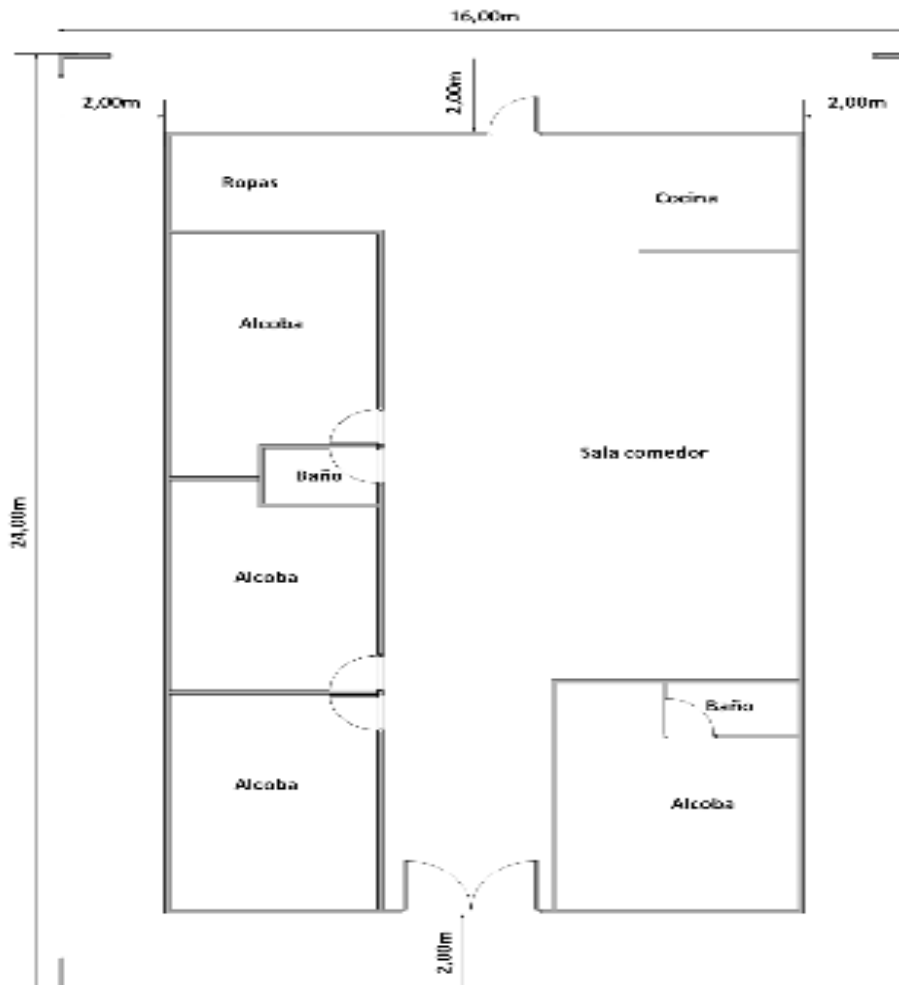 16,00m
2,00m
2,00m
2,00m
Ropas
Cocina
Alcoba
Sala comedor
Baño
24,00m
Alcoba
Baño
Alcoba
Alcoba
2,00m